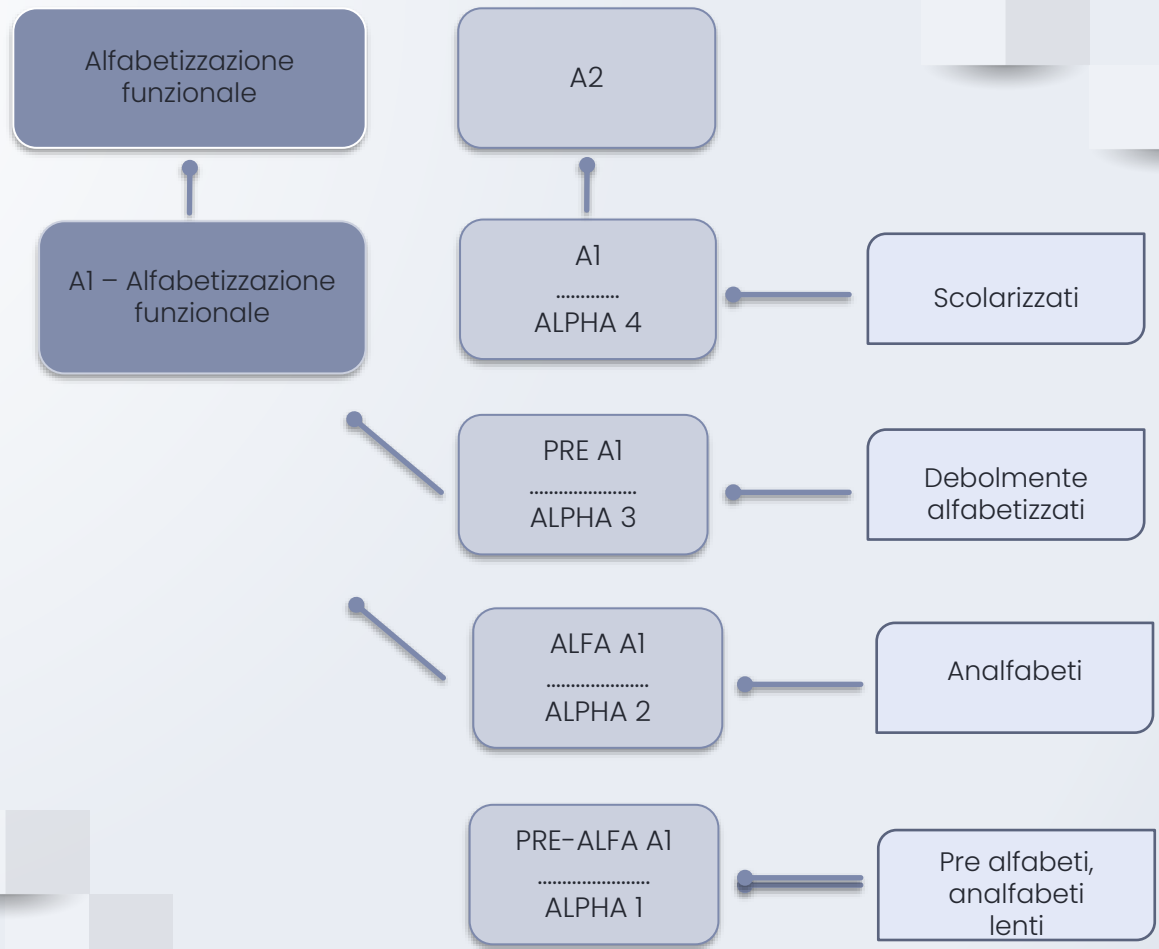 Alfabetizzazione
funzionale
A2
A1 – Alfabetizzazione
funzionale
A1
.............
ALPHA 4
Scolarizzati
PRE A1
......................
ALPHA 3
Debolmente
alfabetizzati
ALFA A1
.....................
ALPHA 2
Analfabeti
PRE-ALFA A1
.......................
ALPHA 1
Pre alfabeti,
analfabeti
lenti